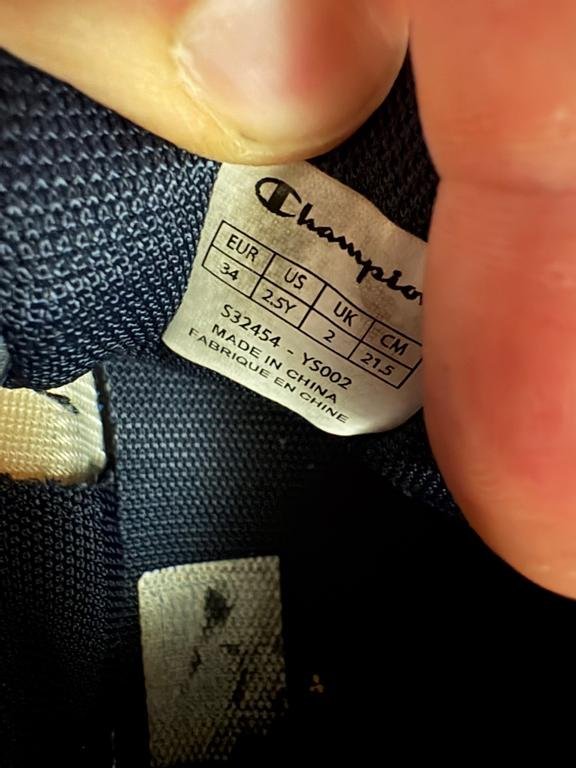 Champion
EUR US UK CM
34 2.5Y 2 21.5
S32454 - YS002
MADE IN CHINA
FABRIQUE EN CHINE